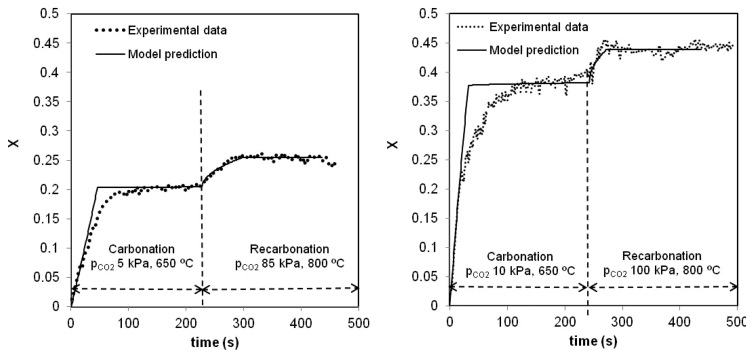 0.5
0.45
0.4
0.35
0.3
0.25
0.2
0.15
0.1
0.05
0
X
Experimental data
Model prediction
Carbonation
pCO2 5 kPa, 650 ºC
Recarbonation
pCO2 85 kPa, 800 ºC
0 100 200 300 400 500
time (s)
0.5
0.45
0.4
0.35
0.3
0.25
0.2
0.15
0.1
0.05
0
X
Experimental data
Model prediction
Carbonation
pCO2 10 kPa, 650 ºC
Recarbonation
pCO2 100 kPa, 800 ºC
0 100 200 300 400 500
time (s)